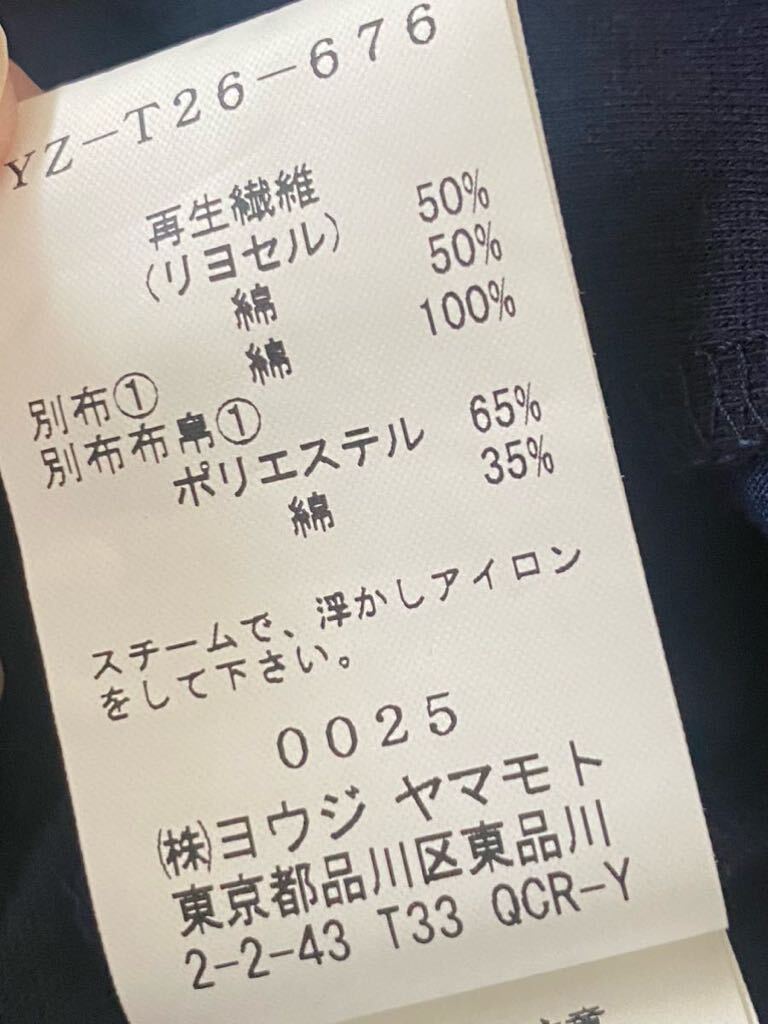 YZ-T26-676
再生繊維 50%
(リヨセル)
綿 50%
別布① 綿 100%
別布布帛①
ポリエステル 65%
綿 35%
スチームで、浮かしアイロン
をして下さい。
0025
㈱ヨウジ ヤマモト
東京都品川区東品川
2-2-43 T33 QCR-Y